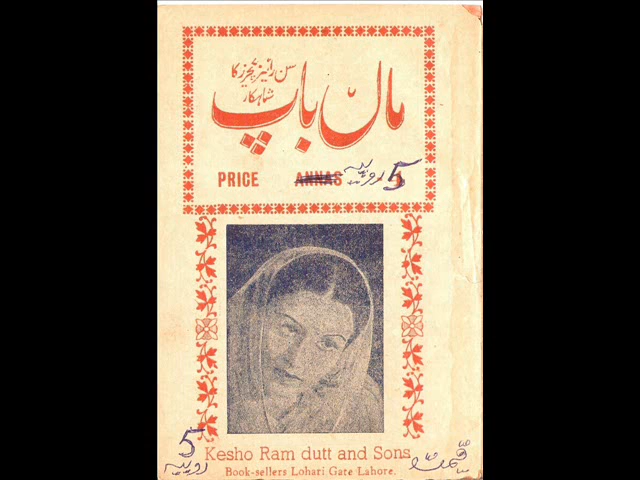 سن رائیز پکچرز کا
شاہکار
ماں باپ
PRICE ANNAS روپیہ 5
Kesho Ram dutt and Sons
Book-sellers Lohari Gate Lahore.
5
روپیہ
قیمت